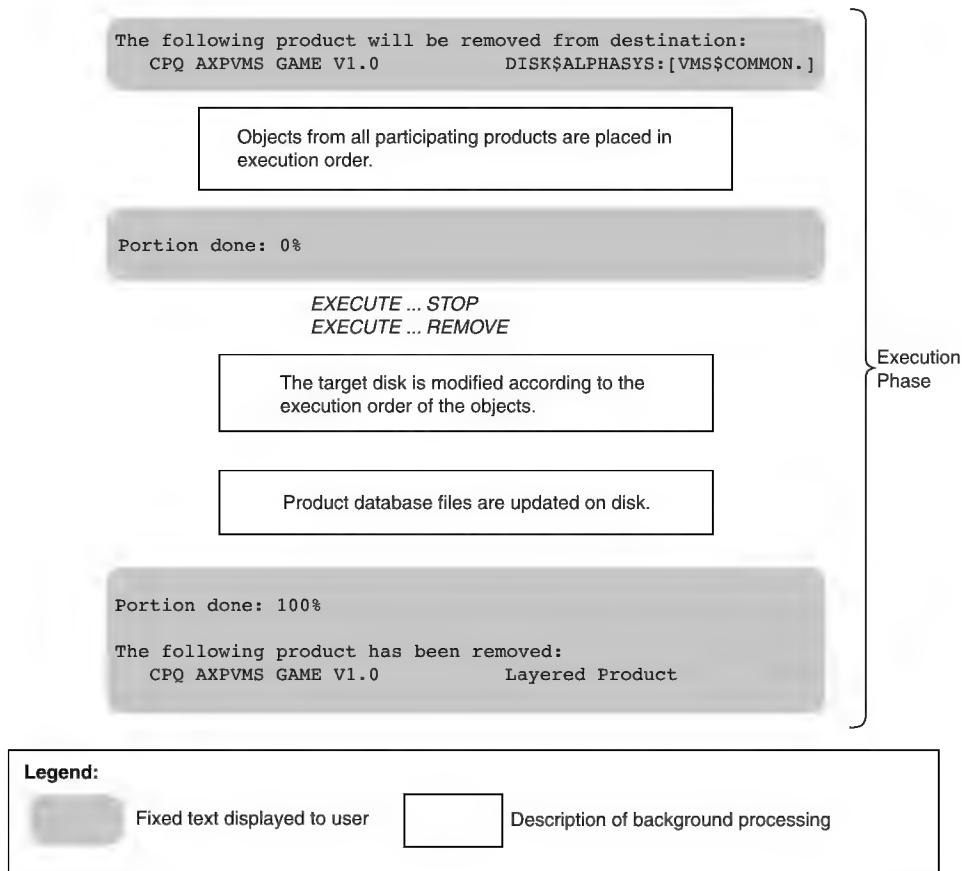 The following product will be removed from destination:
CPQ AXPVMS GAME V1.0 DISK$ALPHASYS:[VMS$COMMON.]
Objects from all participating products are placed in
execution order.
Portion done: 0%
EXECUTE ... STOP
EXECUTE ... REMOVE
The target disk is modified according to the
execution order of the objects.
Execution
Phase
Product database files are updated on disk.
Portion done: 100%
The following product has been removed:
CPQ AXPVMS GAME V1.0 Layered Product
Legend:
Fixed text displayed to user
Description of background processing